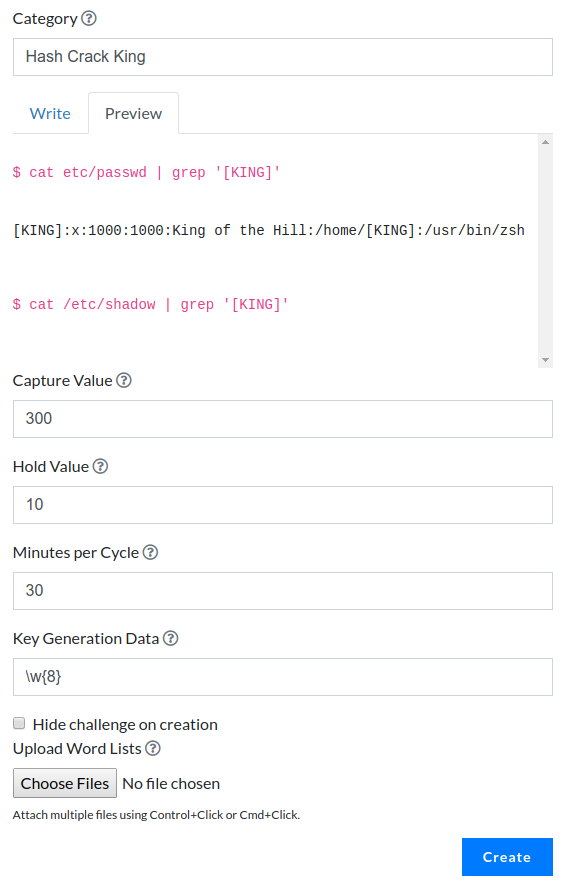 Category
Hash Crack King
Write Preview
$ cat etc/passwd | grep '[KING]'
[KING]:x:1000:1000:King of the Hill:/home/[KING]:/usr/bin/zsh
$ cat /etc/shadow | grep '[KING]'
Capture Value
300
Hold Value
10
Minutes per Cycle
30
Key Generation Data
\w{8}
Hide challenge on creation
Upload Word Lists
Choose Files No file chosen
Attach multiple files using Control+Click or Cmd+Click.
Create